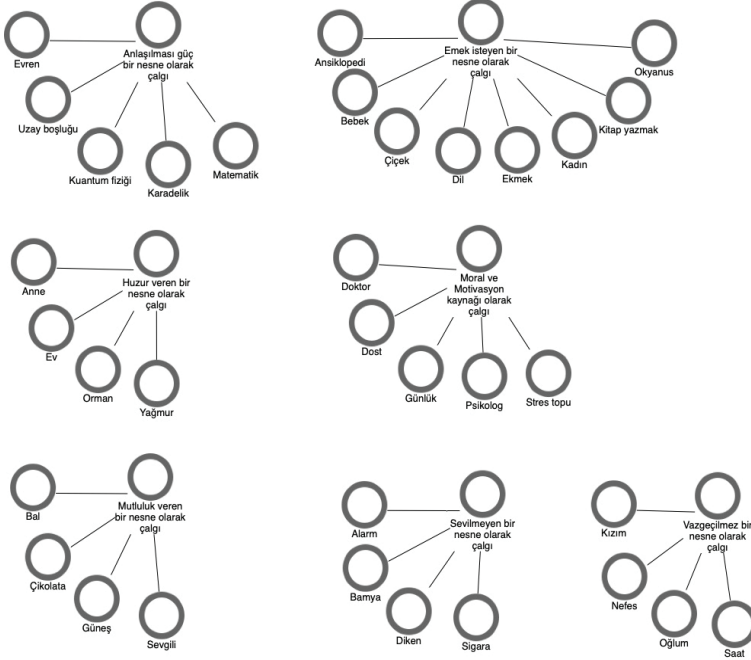 Evren
Anlaşılması güç
bir nesne olarak
çalgı
Uzay boşluğu
Kuantum fiziği
Karadelik
Matematik
Ansiklopedi
Emek isteyen bir
nesne olarak
çalgı
Okyanus
Bebek
Kitap yazmak
Çiçek
Dil
Ekmek
Kadın
Anne
Huzur veren bir
nesne olarak
çalgı
Ev
Orman
Yağmur
Doktor
Moral ve
Motivasyon
kaynağı olarak
çalgı
Dost
Günlük
Psikolog
Stres topu
Bal
Mutluluk veren
bir nesne olarak
çalgı
Çikolata
Güneş
Sevgili
Alarm
Sevilmeyen bir
nesne olarak
çalgı
Bamya
Diken
Sigara
Kızım
Vazgeçilmez bir
nesne olarak
çalgı
Nefes
Oğlum
Saat